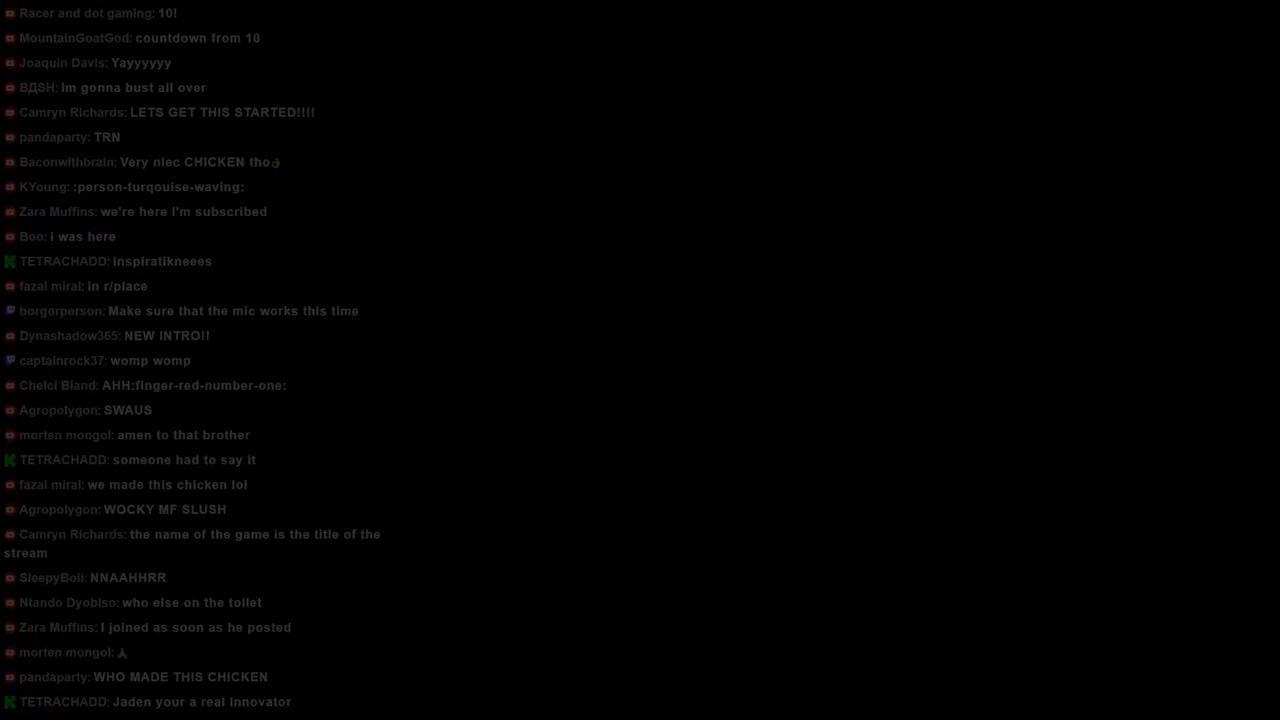 Racer and dot gaming: 10!
MountainGoatGod: countdown from 10
Joaquin Davis: Yayyyyyy
BДSH: Im gonna bust all over
Camryn Richards: LETS GET THIS STARTED!!!!
pandaparty: TRN
Baconwithbrain: Very niec CHICKEN tho👌
KYoung: :person-turqouise-waving:
Zara Muffins: we're here I'm subscribed
Boo: i was here
TETRACHADD: inspiratikneees
fazal miral: in r/place
borgorperson: Make sure that the mic works this time
Dynashadow365: NEW INTRO!!
captainrock37: womp womp
Chelci Bland: AHH:finger-red-number-one:
Agropolygon: SWAUS
morten mongol: amen to that brother
TETRACHADD: someone had to say it
fazal miral: we made this chicken lol
Agropolygon: WOCKY MF SLUSH
Camryn Richards: the name of the game is the title of the
stream
SleepyBoii: NNAAHHRR
Ntando Dyobiso: who else on the toilet
Zara Muffins: I joined as soon as he posted
morten mongol: 🙏
pandaparty: WHO MADE THIS CHICKEN
TETRACHADD: Jaden your a real innovator